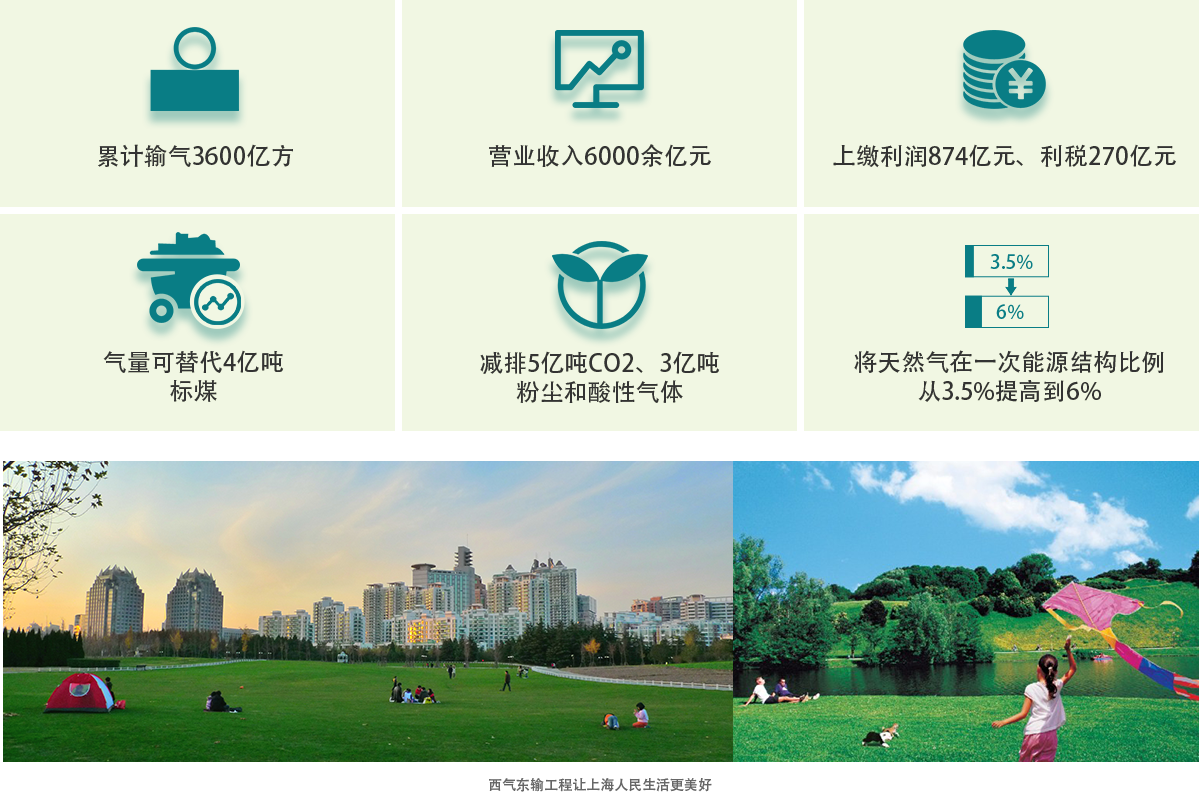 累计输气3600亿方
营业收入6000余亿元
上缴利润874亿元、利税270亿元
气量可替代4亿吨
标煤
减排5亿吨CO2、3亿吨
粉尘和酸性气体
3.5%
6%
将天然气在一次能源结构比例
从3.5%提高到6%
西气东输工程让上海人民生活更美好